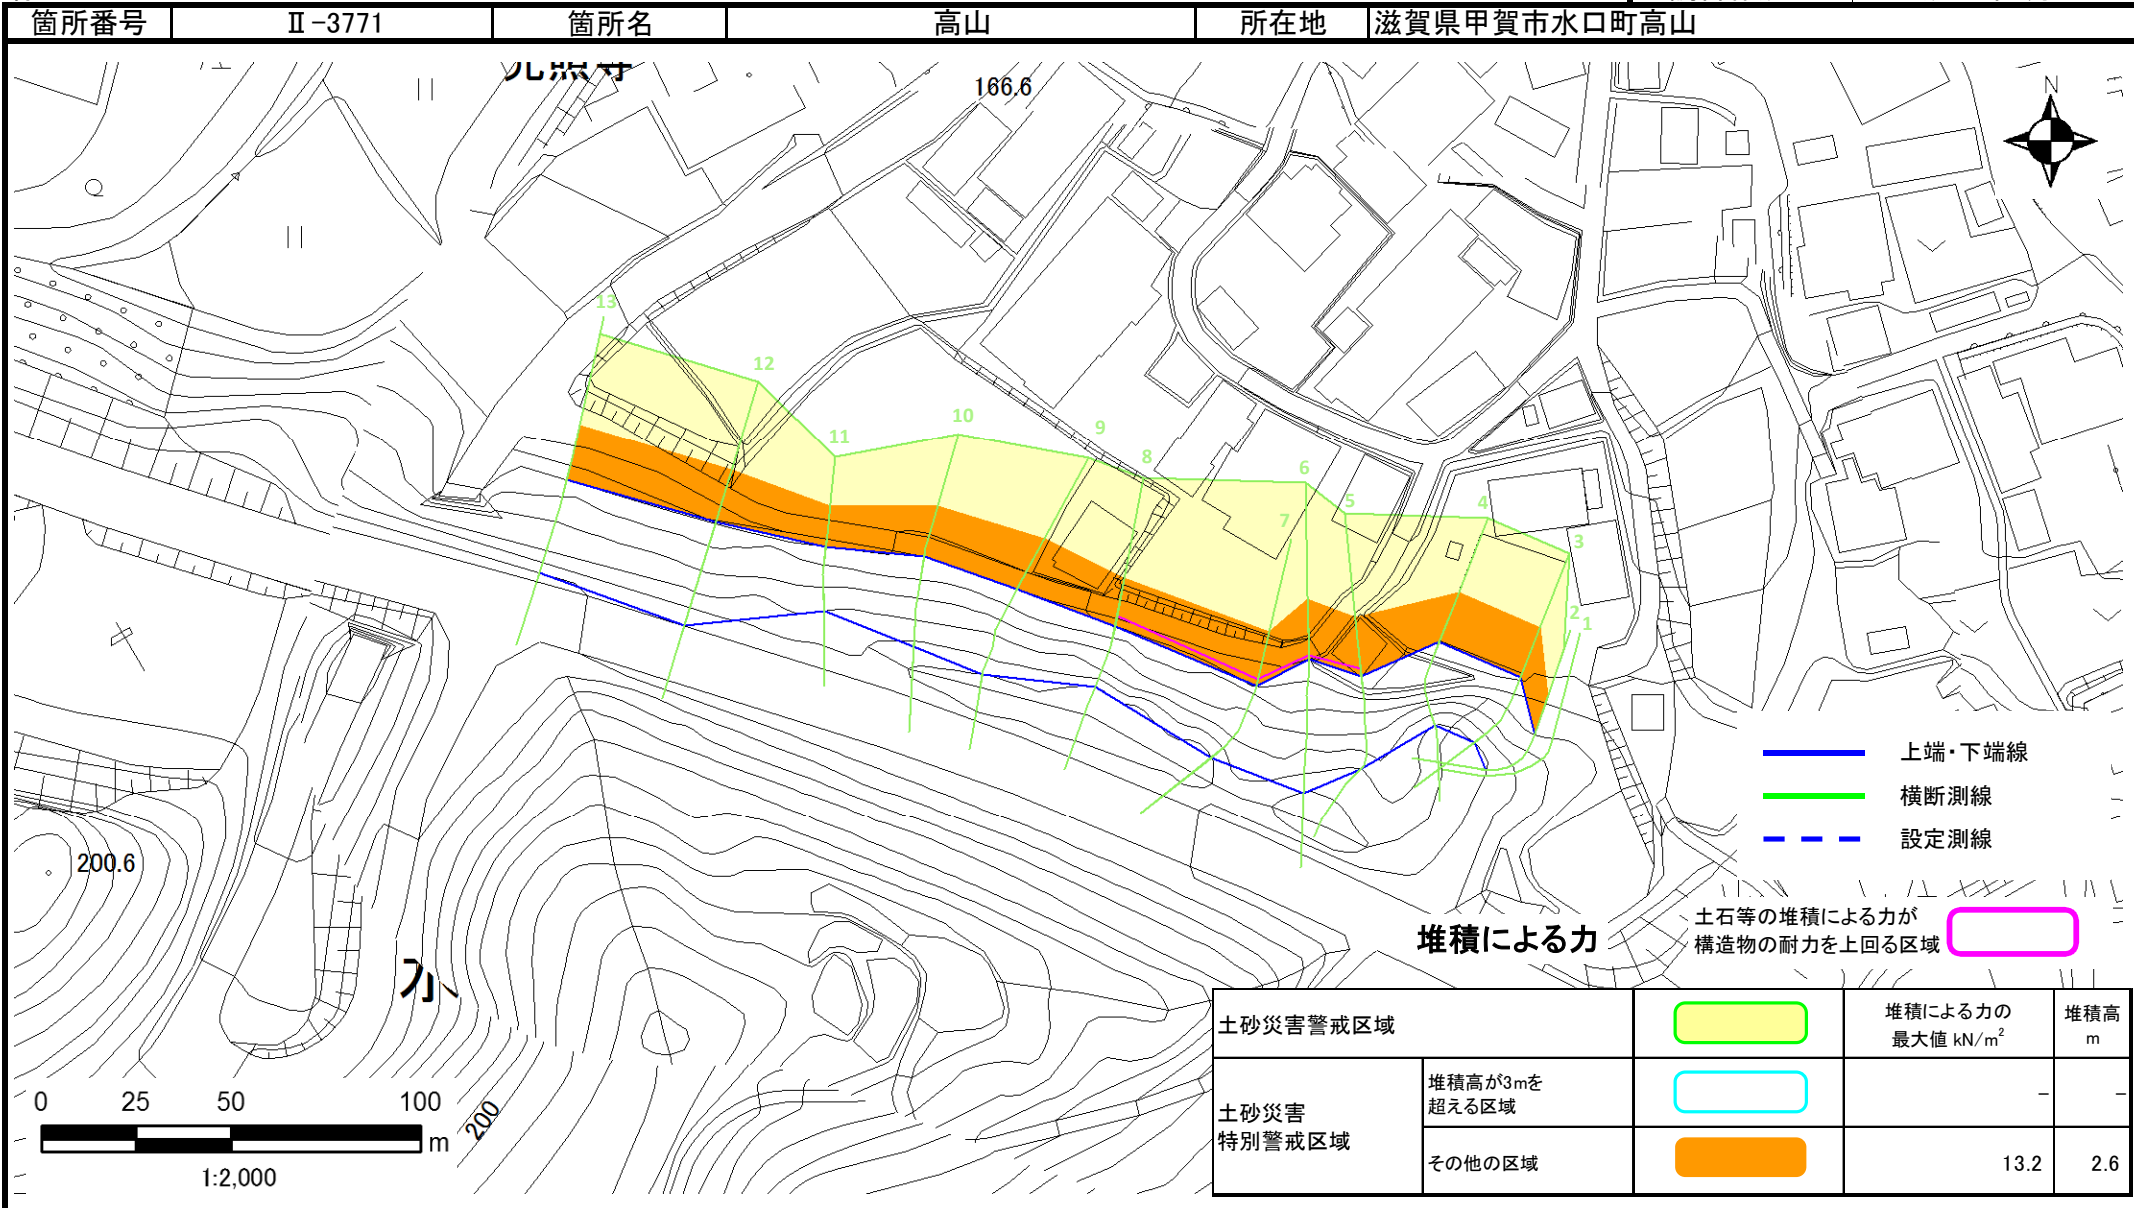 箇所番号 Ⅱ-3771 箇所名 高山 所在地 滋賀県甲賀市水口町高山
光照寺
166.6
N
13
12
11
10
9
8
7
6
5
4
3
2
1
上端・下端線
横断測線
設定測線
200.6
水
200
堆積による力
土石等の堆積による力が
構造物の耐力を上回る区域
土砂災害警戒区域
堆積による力の
最大値 kN/m²
堆積高
m
土砂災害
特別警戒区域
堆積高が3mを
超える区域
- -
その他の区域
13.2 2.6
0 25 50 100
m
1:2,000